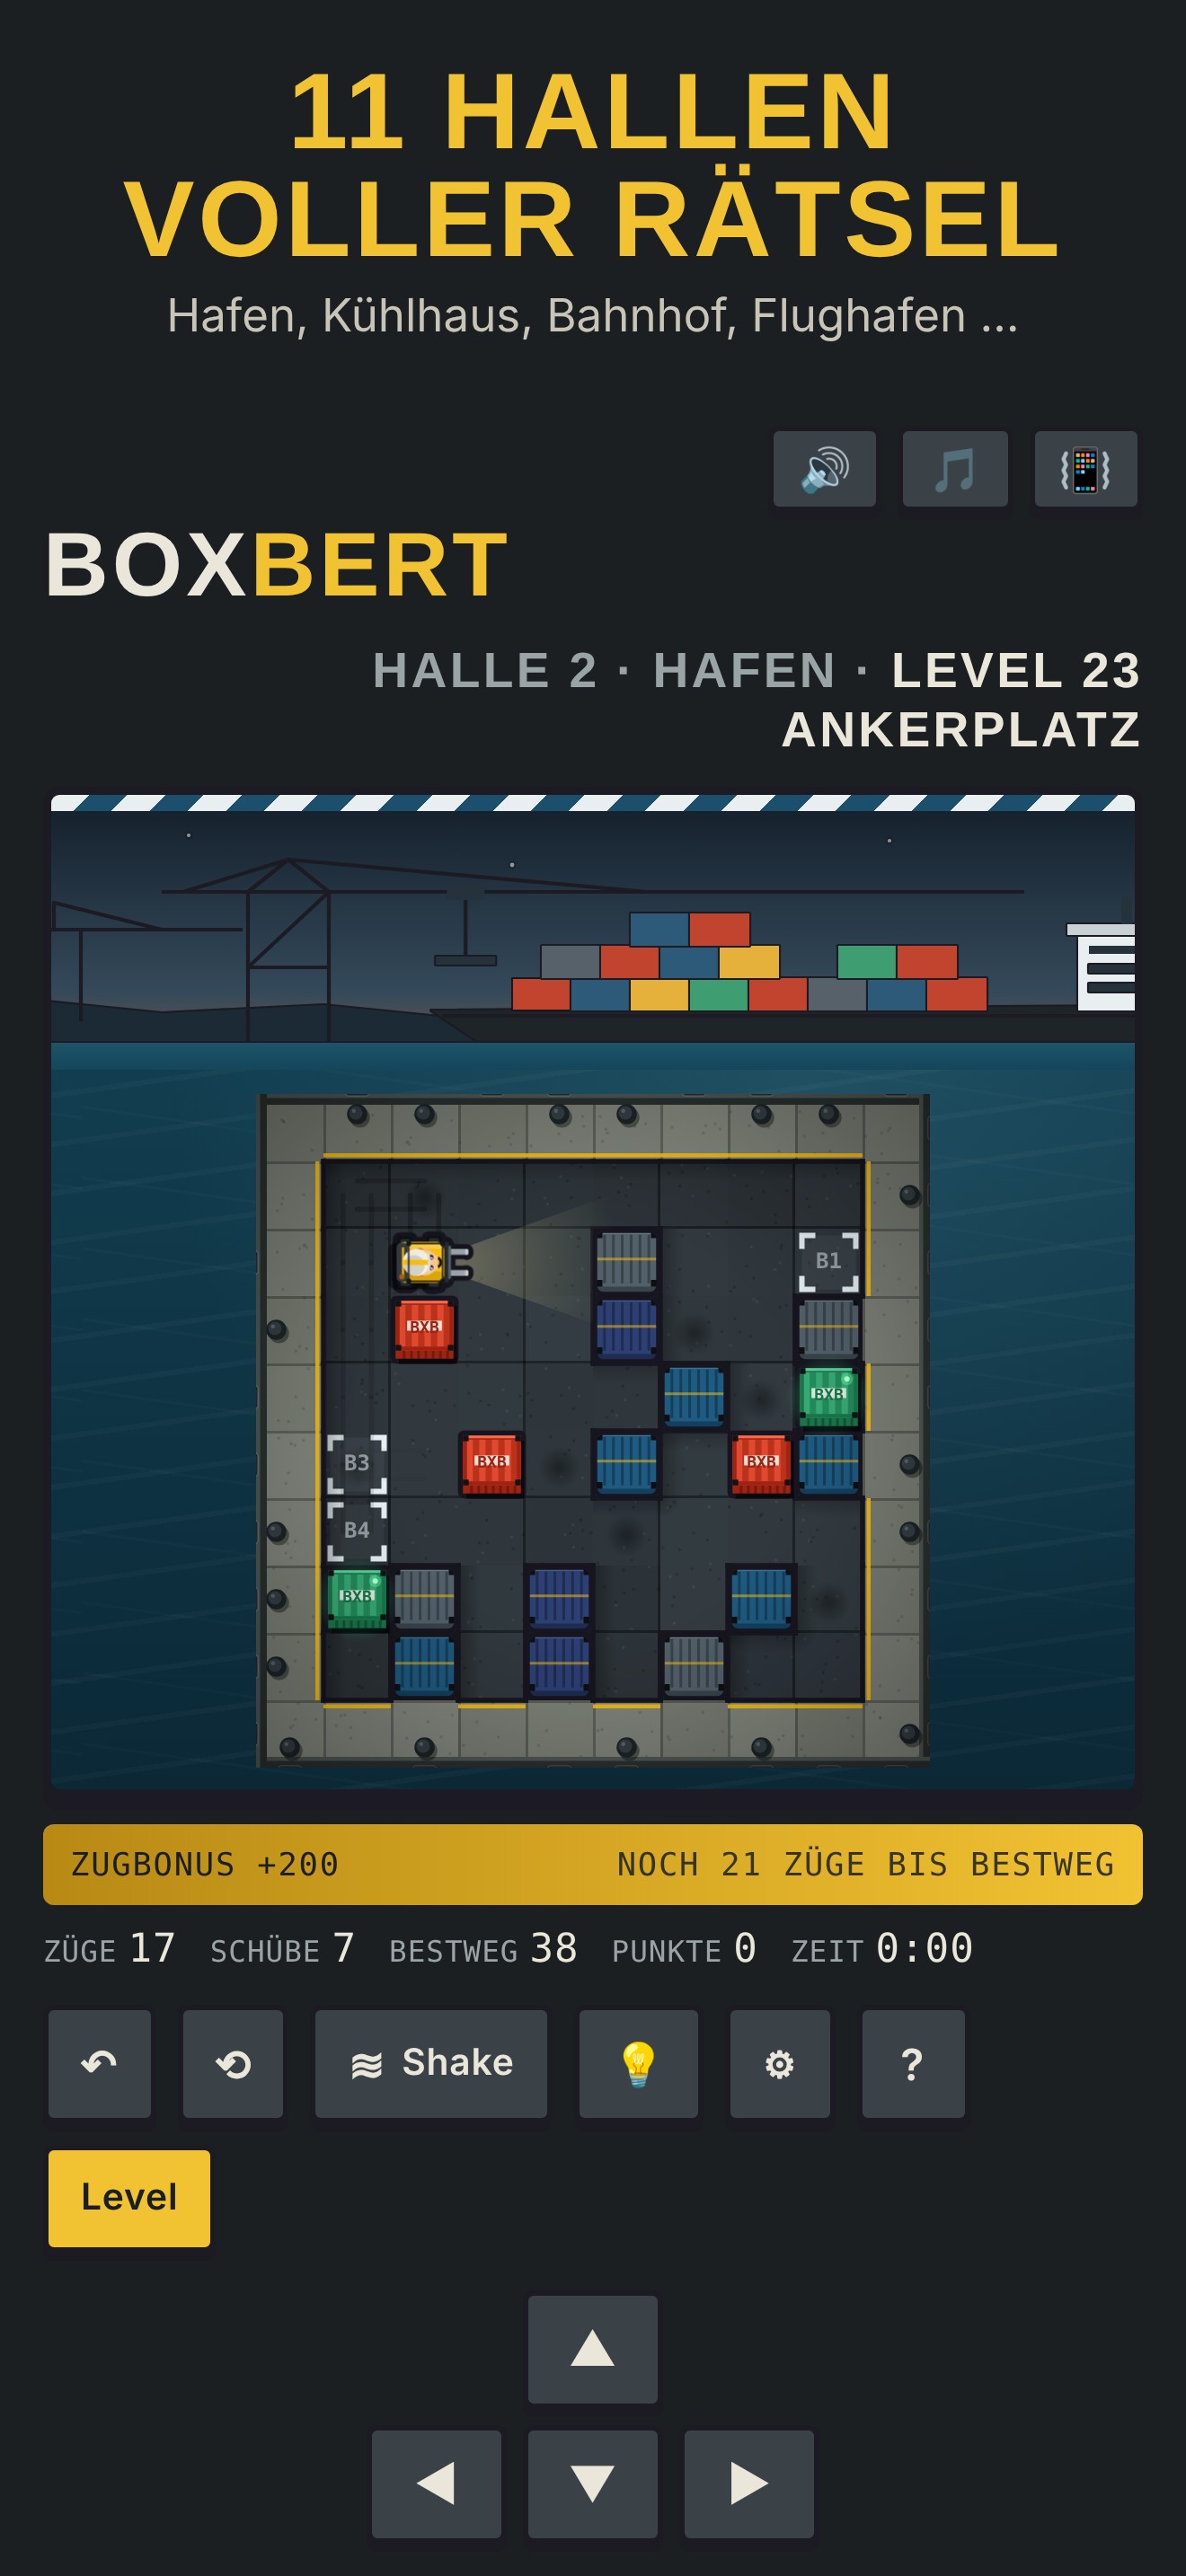 11 HALLEN
VOLLER RÄTSEL
Hafen, Kühlhaus, Bahnhof, Flughafen ...
BOXBERT
HALLE 2 · HAFEN · LEVEL 23
ANKERPLATZ
B1
BXB
BXB
B3
BXB
BXB
B4
BXB
ZUGBONUS +200
NOCH 21 ZÜGE BIS BESTWEG
ZÜGE 17 SCHÜBE 7 BESTWEG 38 PUNKTE 0 ZEIT 0:00
Shake
?
Level